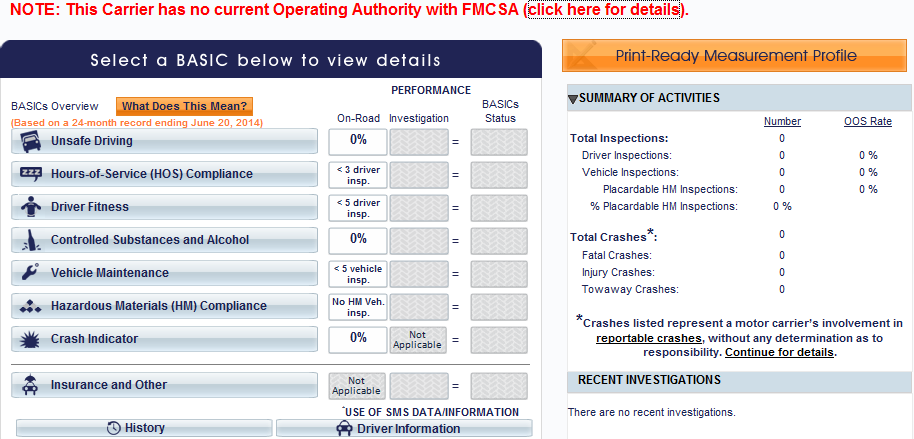 NOTE: This Carrier has no current Operating Authority with FMCSA (click here for details).
Select a BASIC below to view details
PERFORMANCE
BASICs Overview What Does This Mean? On-Road Investigation BASICs Status
(Based on a 24-month record ending June 20, 2014)
Unsafe Driving 0% =
Hours-of-Service (HOS) Compliance < 3 driver insp. =
Driver Fitness < 5 driver insp. =
Controlled Substances and Alcohol 0% =
Vehicle Maintenance < 5 vehicle insp. =
Hazardous Materials (HM) Compliance No HM Veh. insp. =
Crash Indicator 0% Not Applicable =
Insurance and Other Not Applicable =
*USE OF SMS DATA/INFORMATION
History Driver Information
Print-Ready Measurement Profile
SUMMARY OF ACTIVITIES
Number OOS Rate
Total Inspections: 0
Driver Inspections: 0 0 %
Vehicle Inspections: 0 0 %
Placardable HM Inspections: 0 0 %
% Placardable HM Inspections: 0 %
Total Crashes*: 0
Fatal Crashes: 0
Injury Crashes: 0
Towaway Crashes: 0
*Crashes listed represent a motor carrier's involvement in
reportable crashes, without any determination as to
responsibility. Continue for details.
RECENT INVESTIGATIONS
There are no recent investigations.